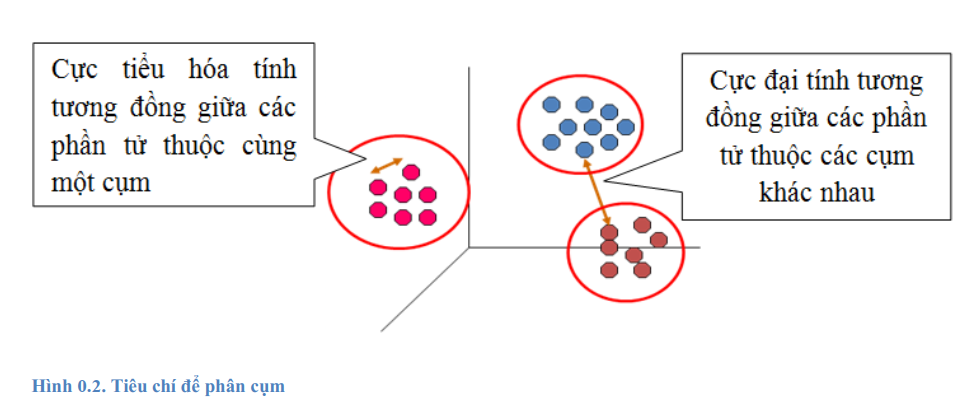 Cực tiểu hóa tính
tương đồng giữa các
phần tử thuộc cùng
một cụm
Cực đại tính tương
đồng giữa các phần
tử thuộc các cụm
khác nhau
Hình 0.2. Tiêu chí để phân cụm